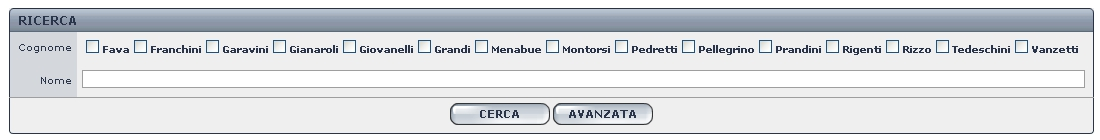 RICERCA
Cognome Fava Franchini Garavini Gianaroli Giovanelli Grandi Menabue Montorsi Pedretti Pellegrino Prandini Rigenti Rizzo Tedeschini Vanzetti
Nome
CERCA AVANZATA